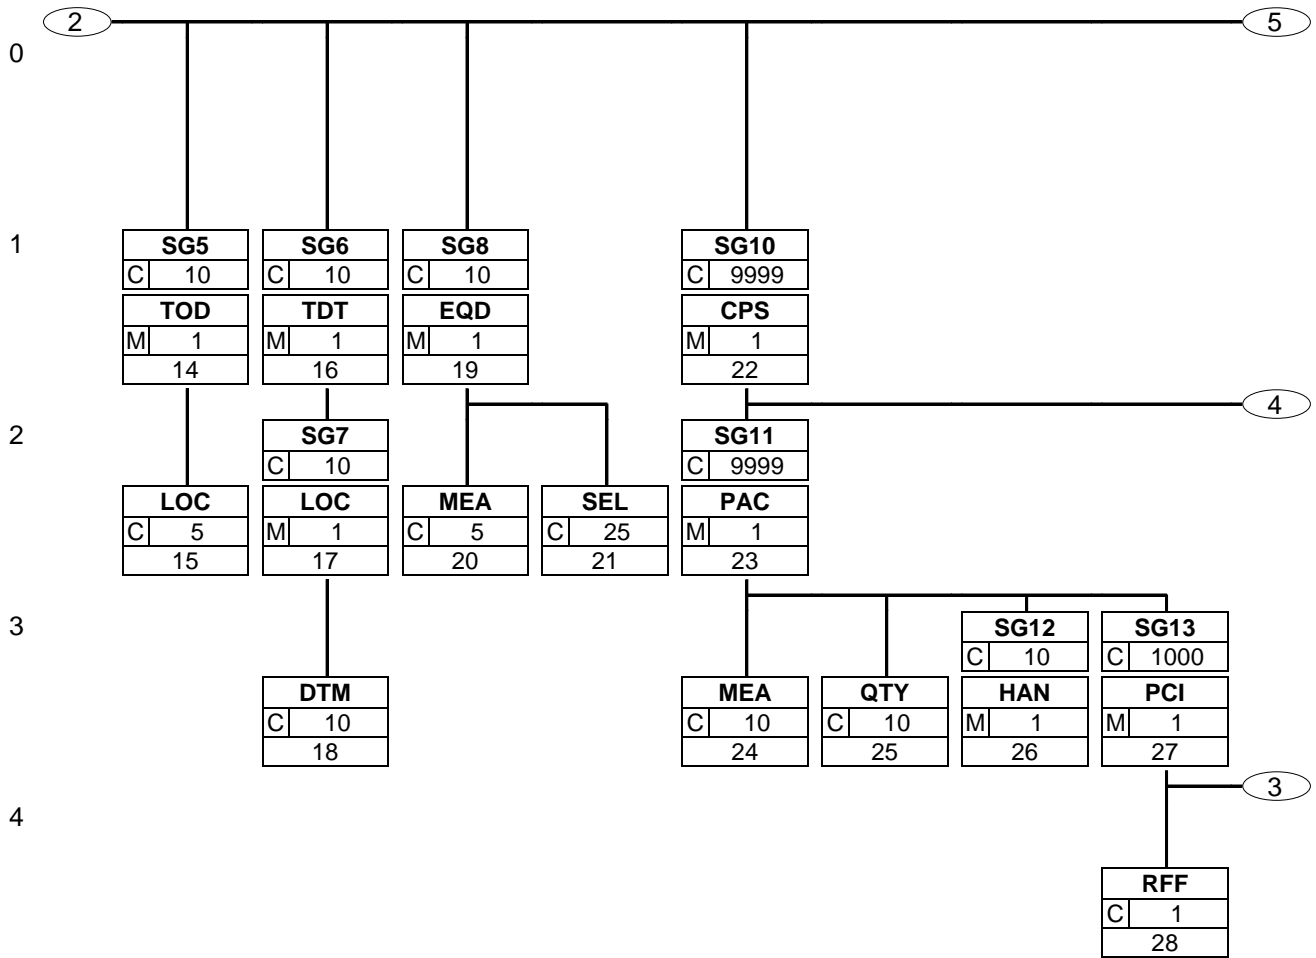 2 5
0
1 SG5 SG6 SG8 SG10
C 10 C 10 C 10 C 9999
TOD TDT EQD CPS
M 1 M 1 M 1 M 1
14 16 19 22
4
2 SG7 SG11
C 10 C 9999
LOC LOC MEA SEL PAC
C 5 M 1 C 5 C 25 M 1
15 17 20 21 23
3 SG12 SG13
C 10 C 1000
DTM MEA QTY HAN PCI
C 10 C 10 C 10 M 1 M 1
18 24 25 26 27
3
4
RFF
C 1
28